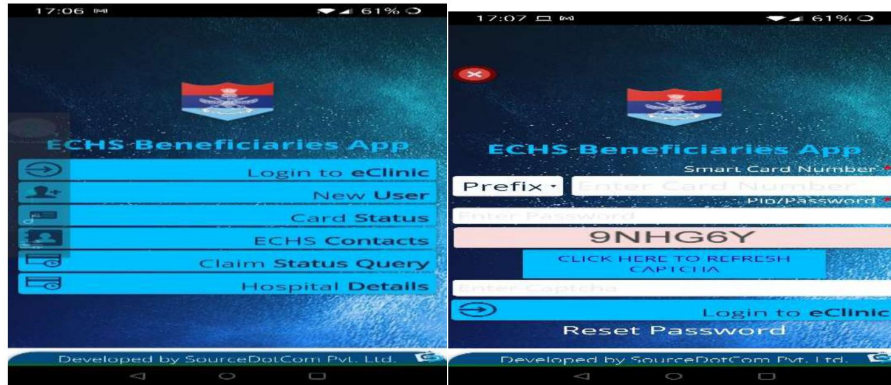 17:06 61%
ECHS Beneficiaries App
Login to eClinic
New User
Card Status
ECHS Contacts
Claim Status Query
Hospital Details
Developed by SourceDotCom Pvt. Ltd.
17:07 61%
ECHS Beneficiaries App
Smart Card Number *
Prefix Enter Card Number
Pin/Password *
Enter Password
9NHG6Y
CLICK HERE TO REFRESH
CAPTCHA
Enter Captcha
Login to eClinic
Reset Password
Developed by SourceDotCom Pvt. Ltd.